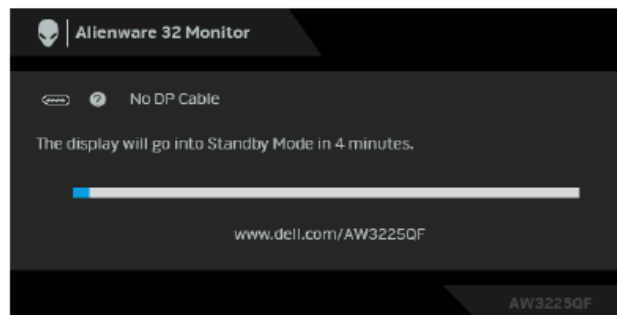 Alienware 32 Monitor
? No DP Cable
The display will go into Standby Mode in 4 minutes.
www.dell.com/AW3225QF
AW3225QF